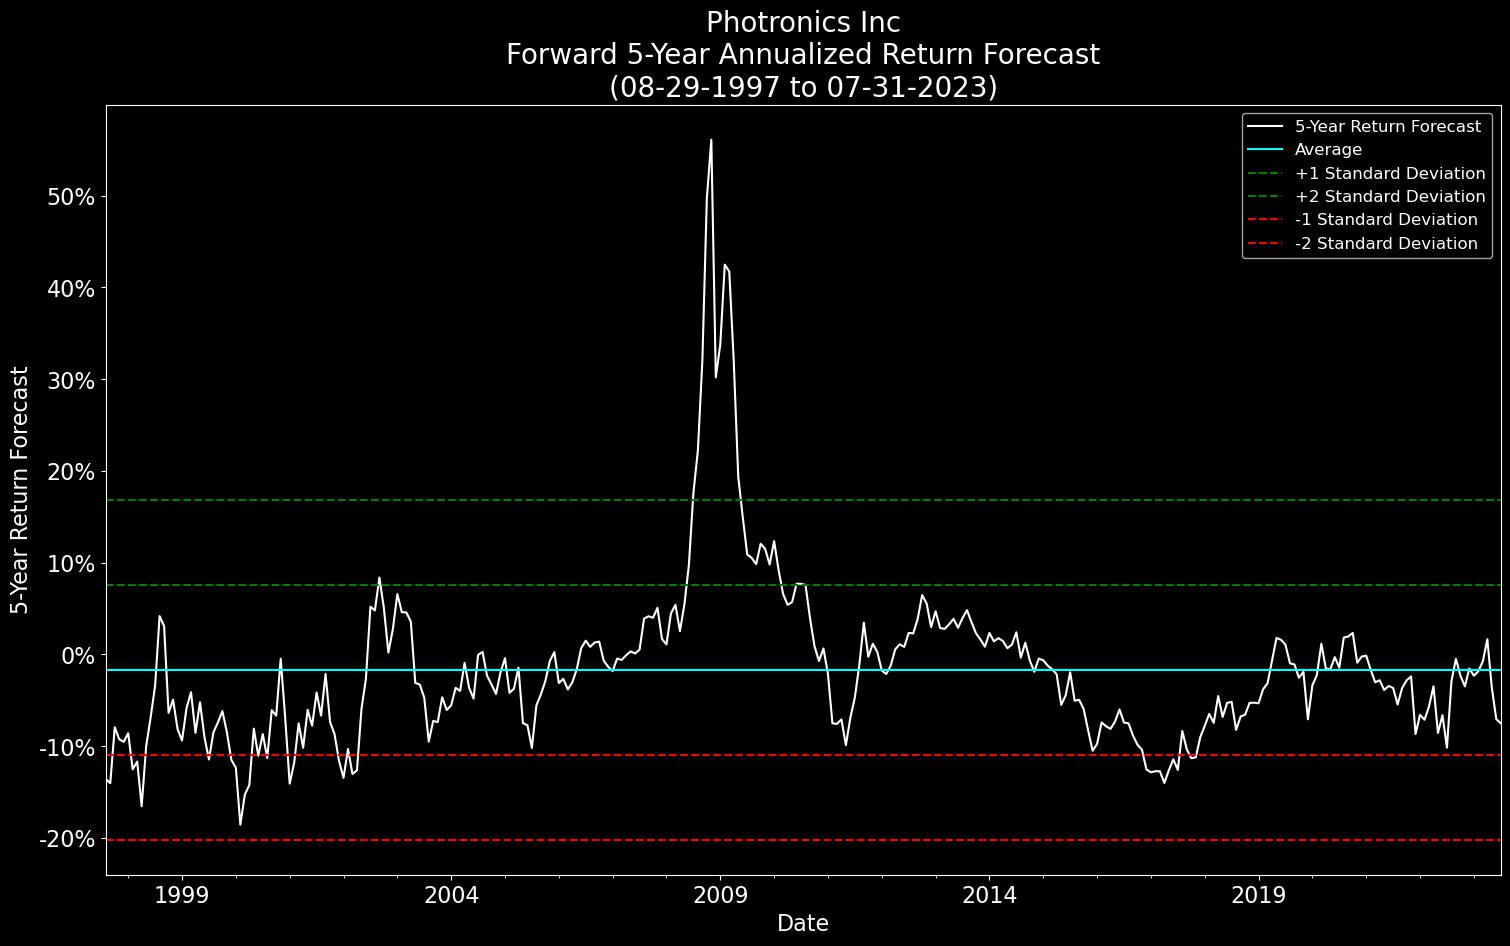 Photronics Inc
Forward 5-Year Annualized Return Forecast
(08-29-1997 to 07-31-2023)
5-Year Return Forecast
Average
+1 Standard Deviation
+2 Standard Deviation
-1 Standard Deviation
-2 Standard Deviation
5-Year Return Forecast
50%
40%
30%
20%
10%
0%
-10%
-20%
1999 2004 2009 2014 2019
Date